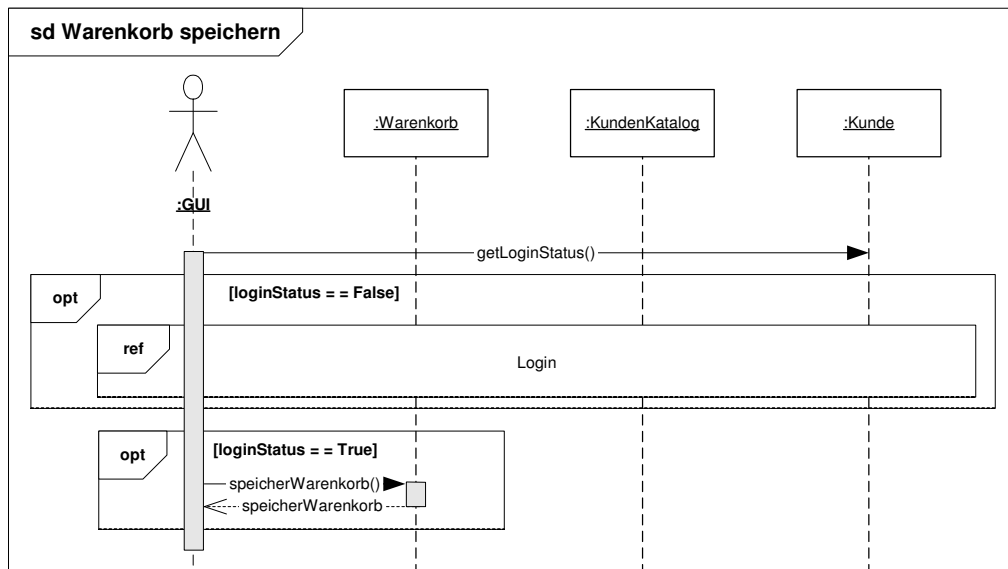 sd Warenkorb speichern
:Warenkorb
:KundenKatalog
:Kunde
:GUI
getLoginStatus()
opt
[loginStatus = = False]
ref
Login
opt
[loginStatus = = True]
speicherWarenkorb()
speicherWarenkorb